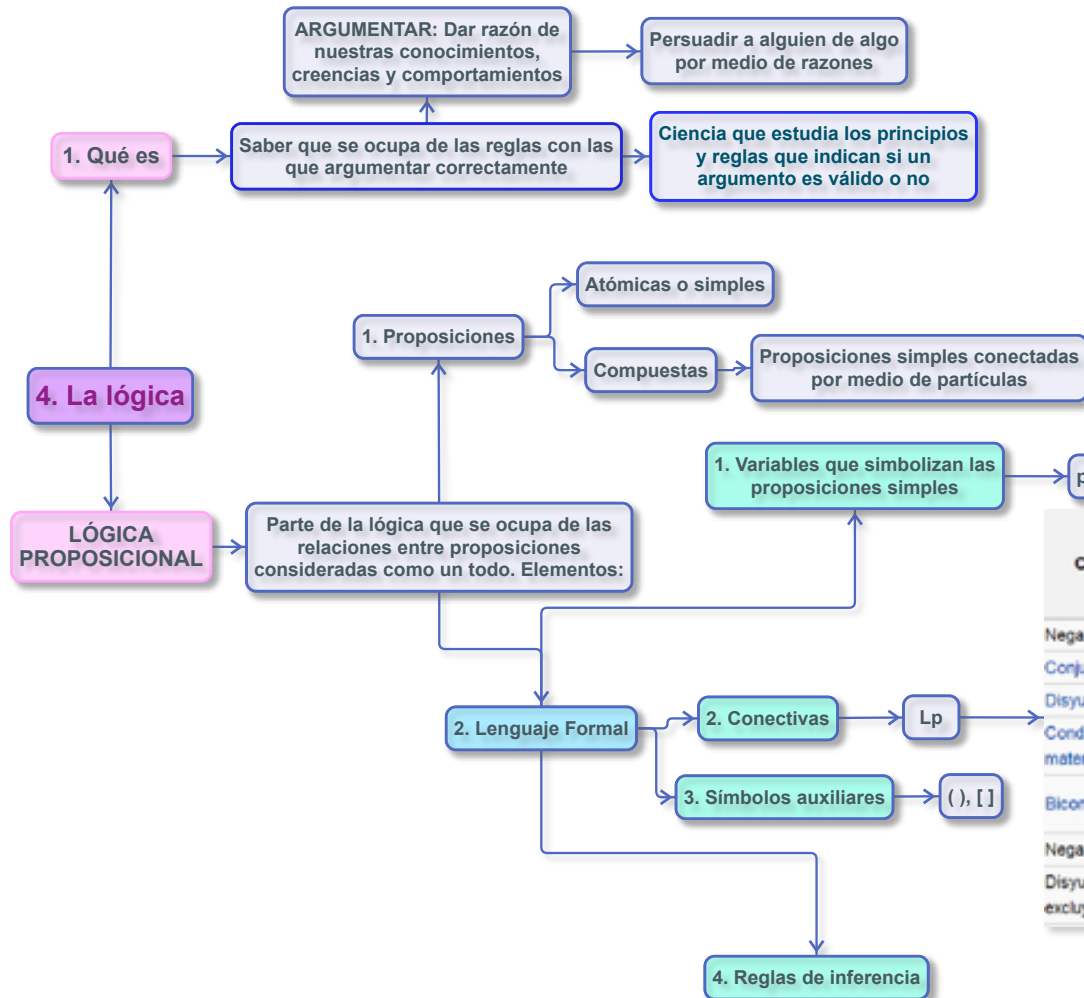 ARGUMENTAR: Dar razón de
nuestras conocimientos,
creencias y comportamientos
Persuadir a alguien de algo
por medio de razones
1. Qué es
Saber que se ocupa de las reglas con las
que argumentar correctamente
Ciencia que estudia los principios
y reglas que indican si un
argumento es válido o no
Atómicas o simples
1. Proposiciones
Compuestas
Proposiciones simples conectadas
por medio de partículas
4. La lógica
1. Variables que simbolizan las
proposiciones simples
p
LÓGICA
PROPOSICIONAL
Parte de la lógica que se ocupa de las
relaciones entre proposiciones
consideradas como un todo. Elementos:
2. Lenguaje Formal
2. Conectivas
Lp
3. Símbolos auxiliares
( ), [ ]
4. Reglas de inferencia